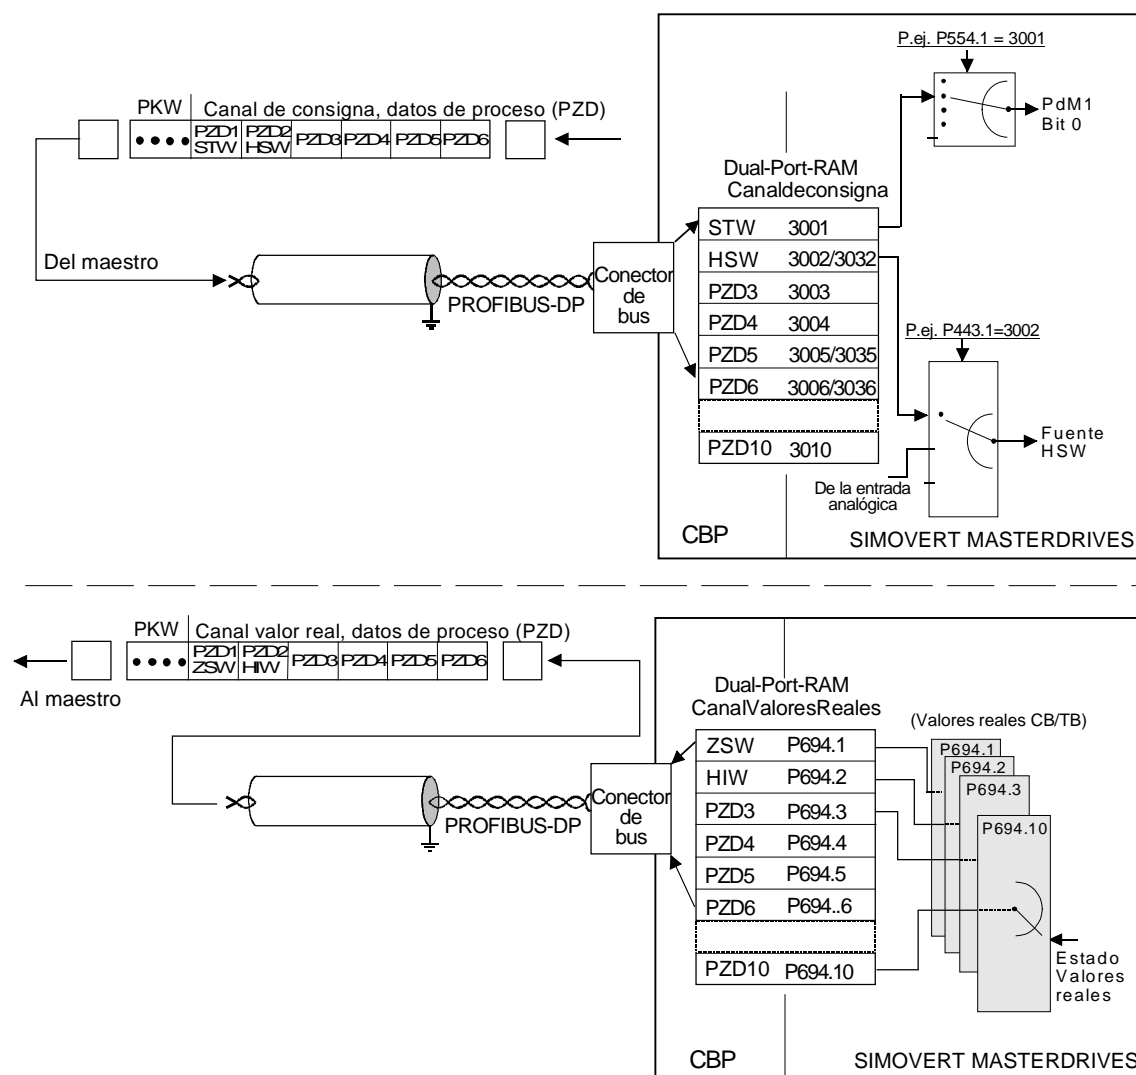 P.ej. P554.1 = 3001
PdM1
Bit 0
PKW Canal de consigna, datos de proceso (PZD)
PZD1 STW PZD2 HSW PZD3 PZD4 PZD5 PZD6
Dual-Port-RAM
Canaldeconsigna
STW 3001
HSW 3002/3032
PZD3 3003
PZD4 3004
PZD5 3005/3035
PZD6 3006/3036
PZD10 3010
Del maestro
PROFIBUS-DP
Conector
de
bus
P.ej. P443.1=3002
Fuente
HSW
De la entrada
analógica
CBP
SIMOVERT MASTERDRIVES
PKW Canal valor real, datos de proceso (PZD)
PZD1 ZSW PZD2 HIW PZD3 PZD4 PZD5 PZD6
Al maestro
PROFIBUS-DP
Conector
de
bus
Dual-Port-RAM
CanalValoresReales
ZSW P694.1
HIW P694.2
PZD3 P694.3
PZD4 P694.4
PZD5 P694.5
PZD6 P694..6
PZD10 P694.10
(Valores reales CB/TB)
P694.1
P694.2
P694.3
P694.10
Estado
Valores
reales
CBP
SIMOVERT MASTERDRIVES